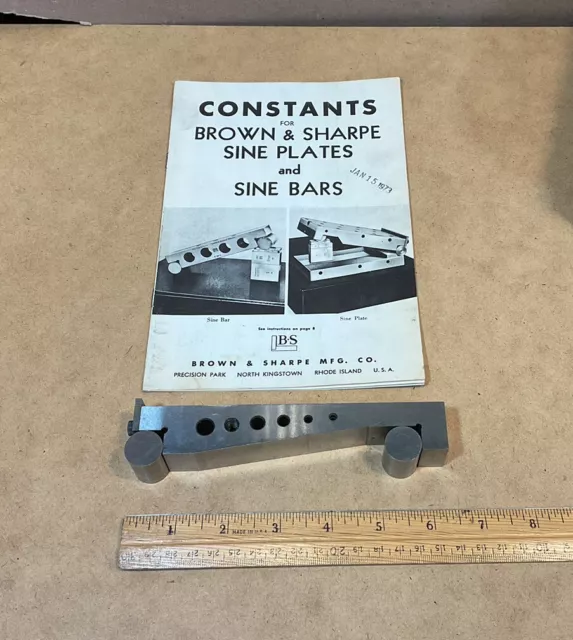 CONSTANTS
FOR
BROWN & SHARPE
SINE PLATES
and
SINE BARS
JAN 15 1973
Sine Bar
Sine Plate
See instructions on page 8
B&S
BROWN & SHARPE MFG. CO.
PRECISION PARK NORTH KINGSTOWN RHODE ISLAND U.S.A.
1 2 3 4 5 6 7 8
MADE IN U.S.A.